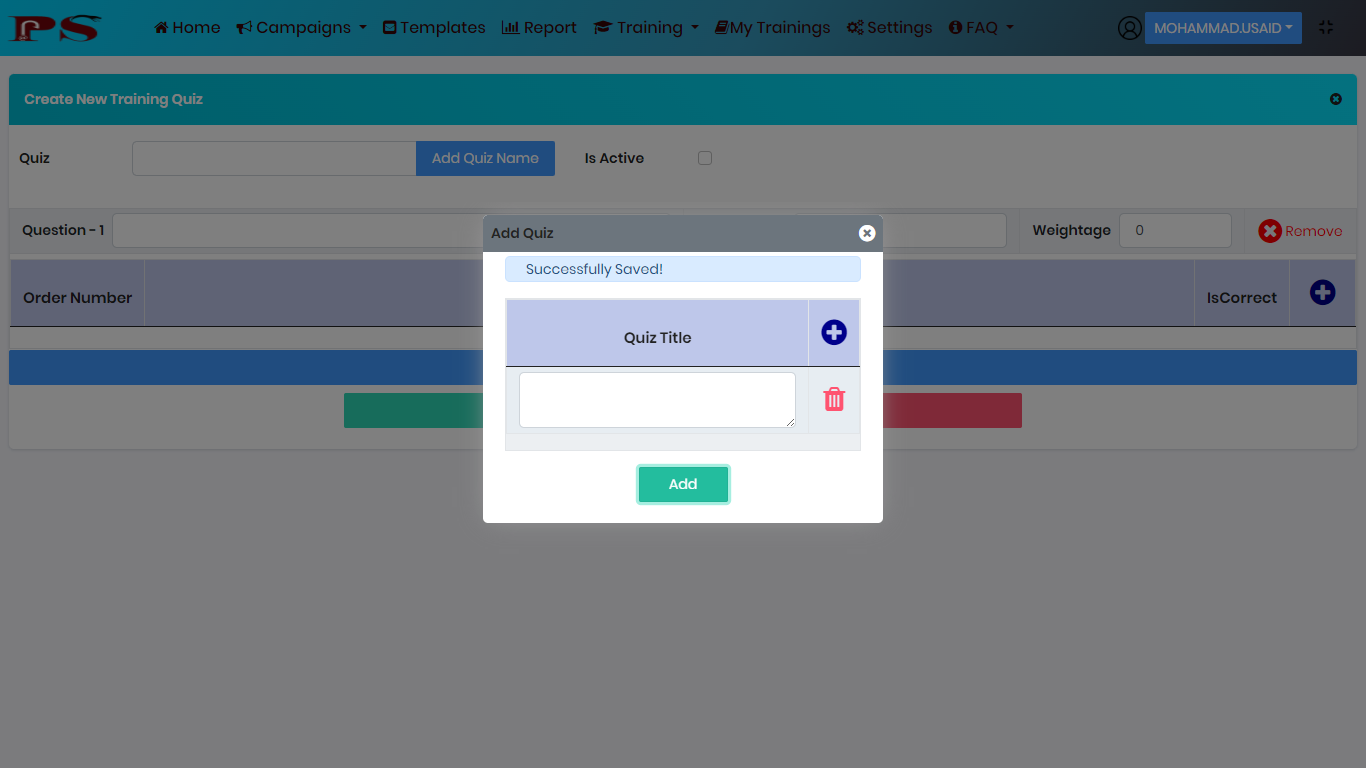 PS
Home Campaigns Templates Report Training My Trainings Settings FAQ MOHAMMAD.USAID
Create New Training Quiz
Quiz Add Quiz Name Is Active
Question - 1 Weightage 0 Remove
Order Number IsCorrect
Add Quiz
Successfully Saved!
Quiz Title
Add